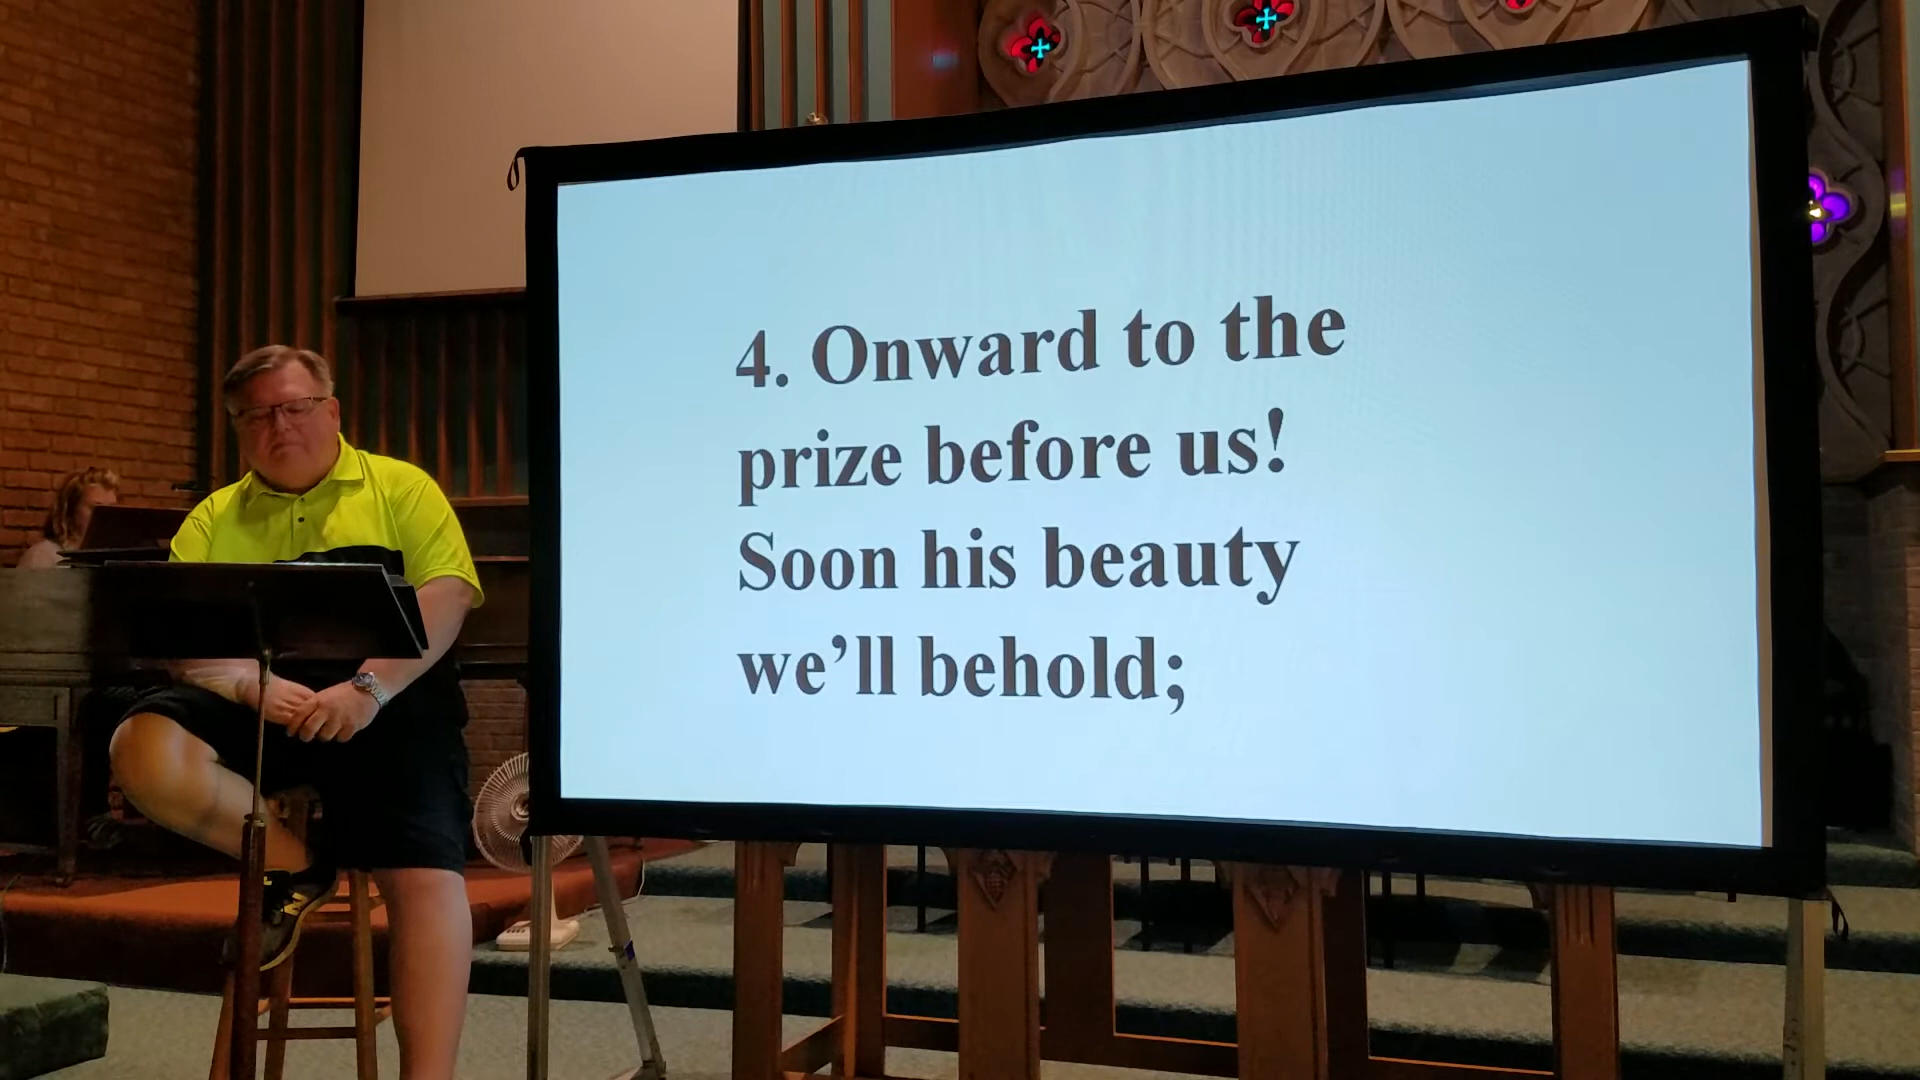 4. Onward to the
prize before us!
Soon his beauty
we’ll behold;
N